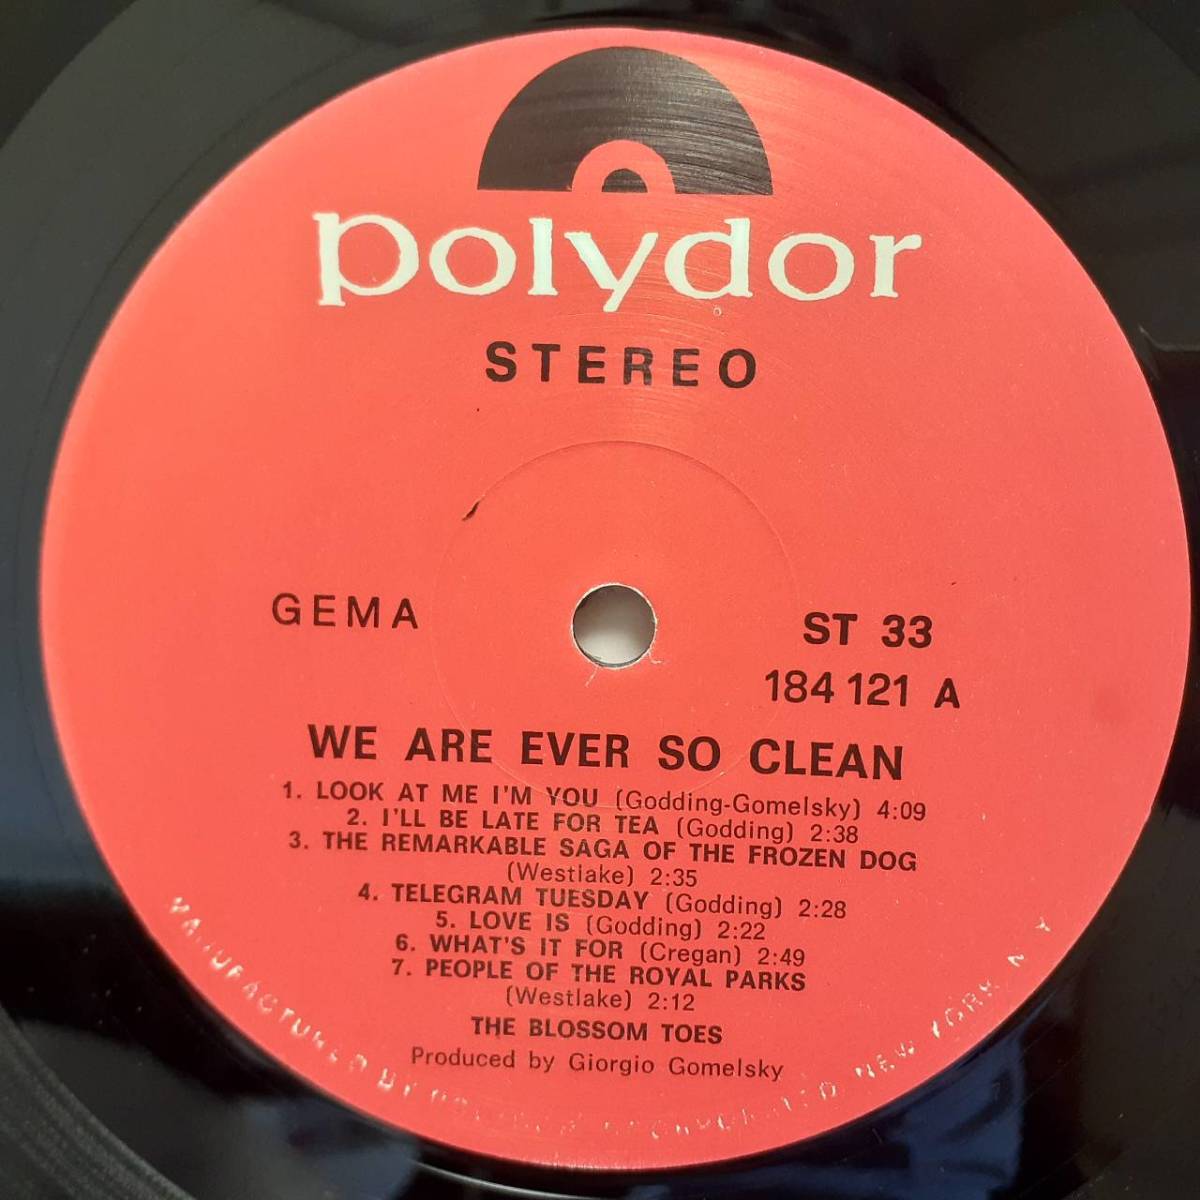 polydor
STEREO
GEMA
ST 33
184 121 A
WE ARE EVER SO CLEAN
1. LOOK AT ME I'M YOU (Godding-Gomelsky) 4:09
2. I'LL BE LATE FOR TEA (Godding) 2:38
3. THE REMARKABLE SAGA OF THE FROZEN DOG
(Westlake) 2:35
4. TELEGRAM TUESDAY (Godding) 2:28
5. LOVE IS (Godding) 2:22
6. WHAT'S IT FOR (Cregan) 2:49
7. PEOPLE OF THE ROYAL PARKS
(Westlake) 2:12
THE BLOSSOM TOES
Produced by Giorgio Gomelsky
MANUFACTURED BY NEW YORK N Y